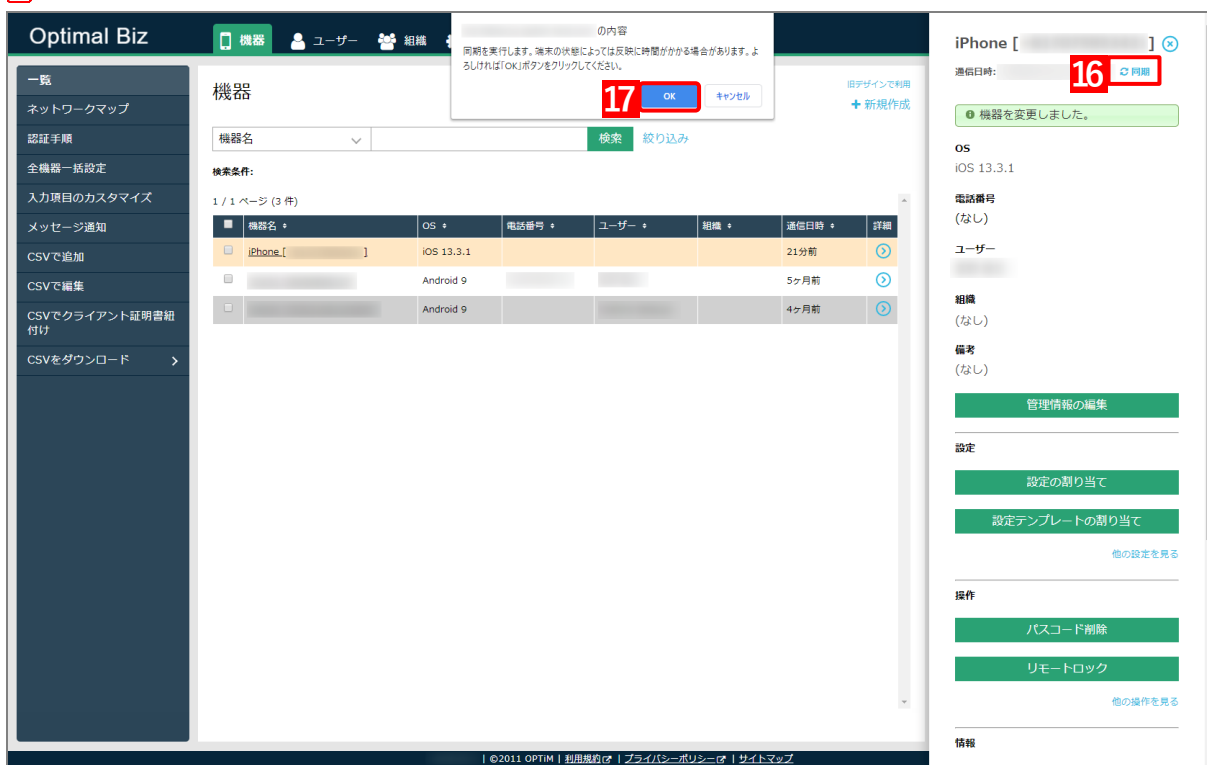 Optimal Biz
機器
ユーザー
組織
の内容
同期を実行します。端末の状態によっては反映に時間がかかる場合があります。よ
ろしければ「OK」ボタンをクリックしてください。
17
OK
キャンセル
一覧
ネットワークマップ
認証手順
全機器一括設定
入力項目のカスタマイズ
メッセージ通知
CSVで追加
CSVで編集
CSVでクライアント証明書紐
付け
CSVをダウンロード
機器
旧デザインで利用
新規作成
機器名
検索
絞り込み
検索条件:
1 / 1 ページ (3 件)
機器名 OS 電話番号 ユーザー 組織 通信日時 詳細
iPhone [ ] iOS 13.3.1 21分前
Android 9 5ヶ月前
Android 9 4ヶ月前
iPhone [ ]
通信日時:
16
同期
機器を変更しました。
OS
iOS 13.3.1
電話番号
(なし)
ユーザー
組織
(なし)
備考
(なし)
管理情報の編集
設定
設定の割り当て
設定テンプレートの割り当て
他の設定を見る
操作
パスコード削除
リモートロック
他の操作を見る
情報
| ©2011 OPTiM | 利用規約 | プライバシーポリシー | サイトマップ